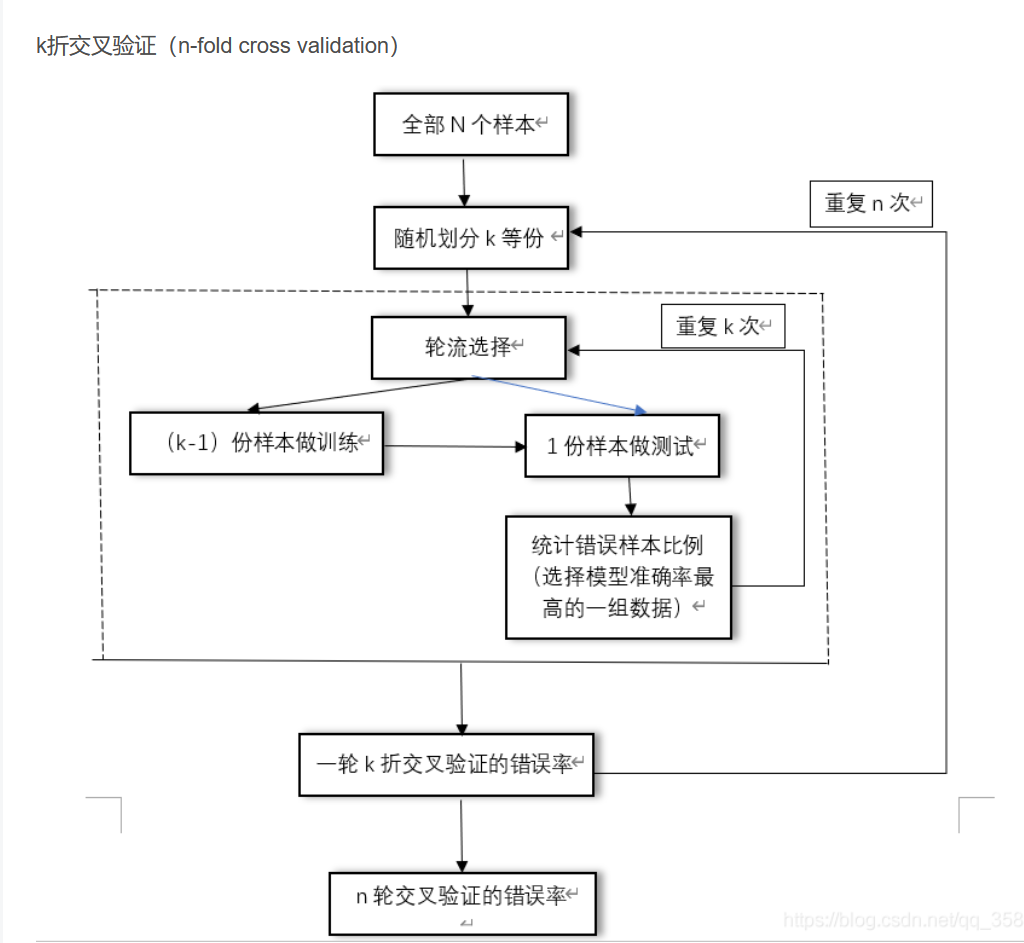 k折交叉验证（n-fold cross validation）
全部 N 个样本
重复 n 次
随机划分 k 等份
重复 k 次
轮流选择
（k-1）份样本做训练
1 份样本做测试
统计错误样本比例
（选择模型准确率最
高的一组数据）
一轮 k 折交叉验证的错误率
n 轮交叉验证的错误率
https://blog.csdn.net/qq_358